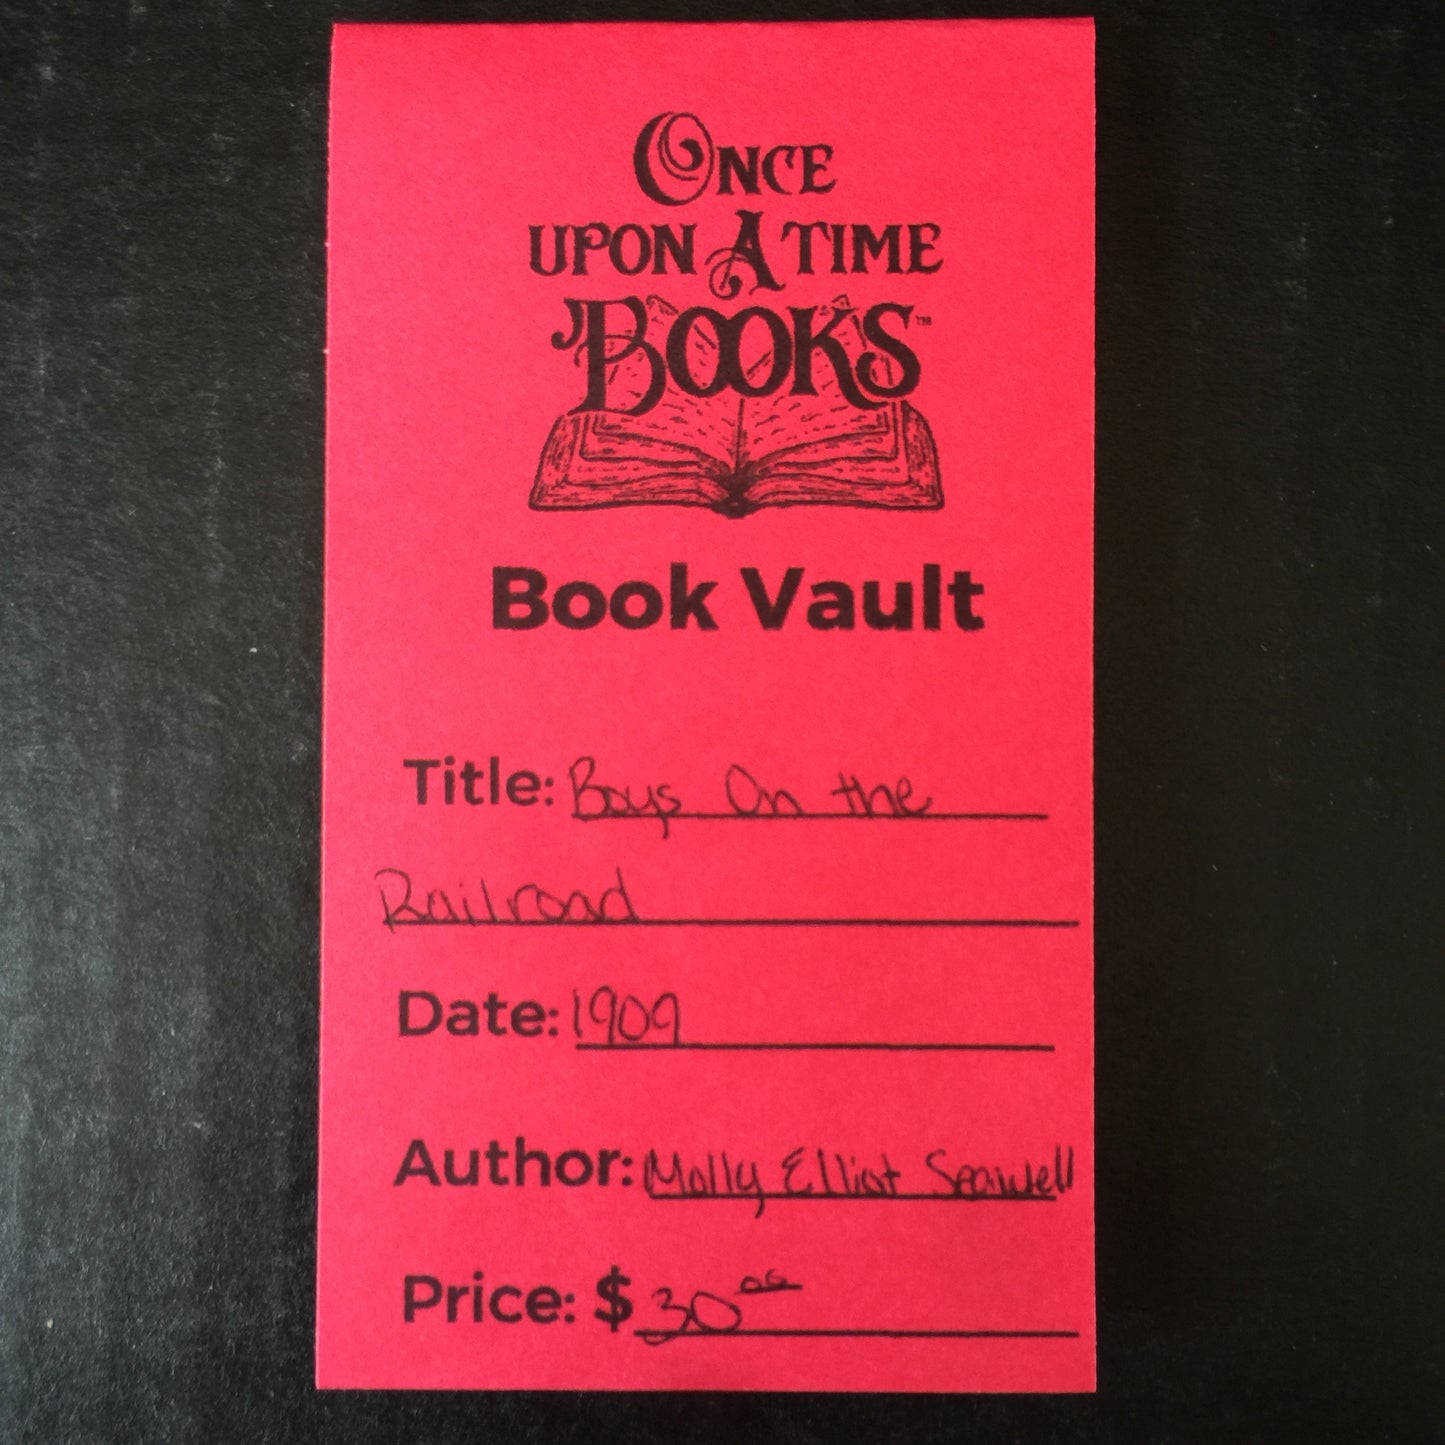 ONCE
UPON A TIME
BOOKS™
Book Vault
Title: Boys On the
Railroad
Date: 1909
Author: Molly Elliot Seawell
Price: $ 30 00